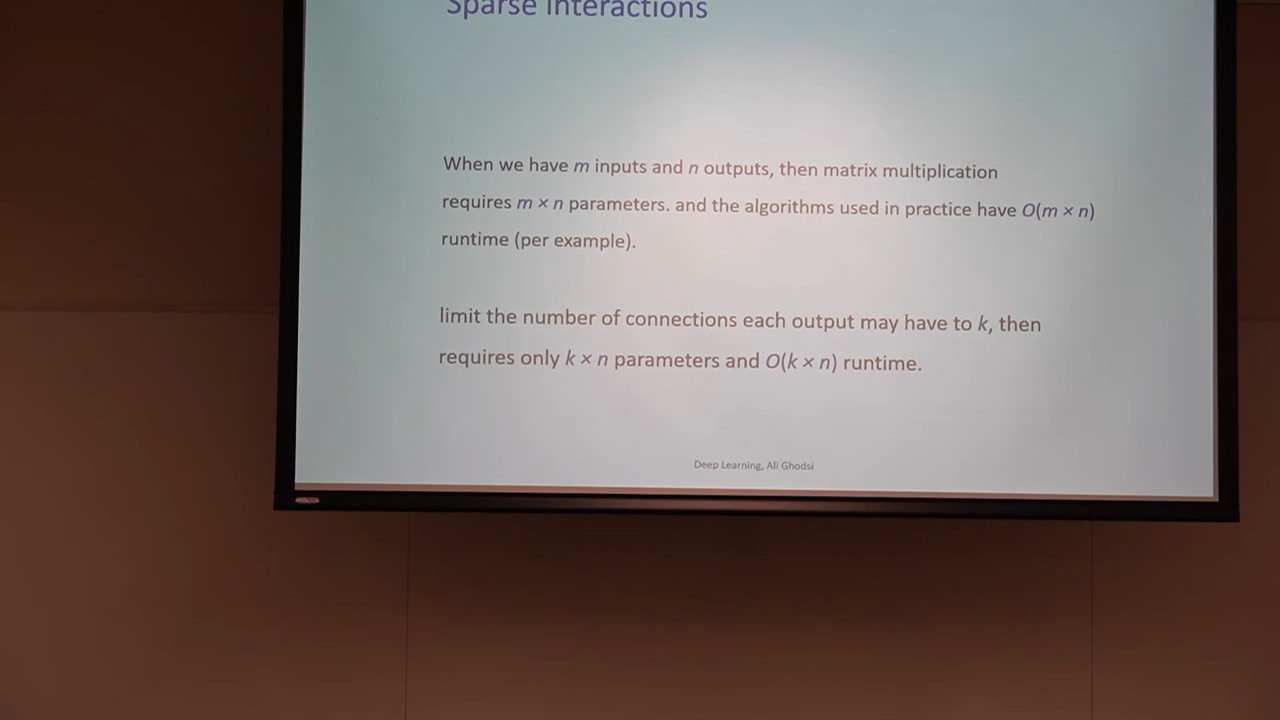 Sparse Interactions
When we have m inputs and n outputs, then matrix multiplication
requires m × n parameters. and the algorithms used in practice have O(m × n)
runtime (per example).
limit the number of connections each output may have to k, then
requires only k × n parameters and O(k × n) runtime.
Deep Learning, Ali Ghodsi